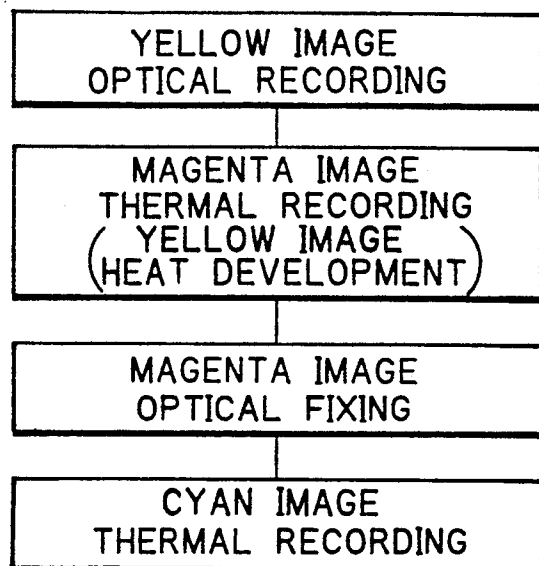 YELLOW IMAGE
OPTICAL RECORDING
MAGENTA IMAGE
THERMAL RECORDING
(YELLOW IMAGE
HEAT DEVELOPMENT)
MAGENTA IMAGE
OPTICAL FIXING
CYAN IMAGE
THERMAL RECORDING